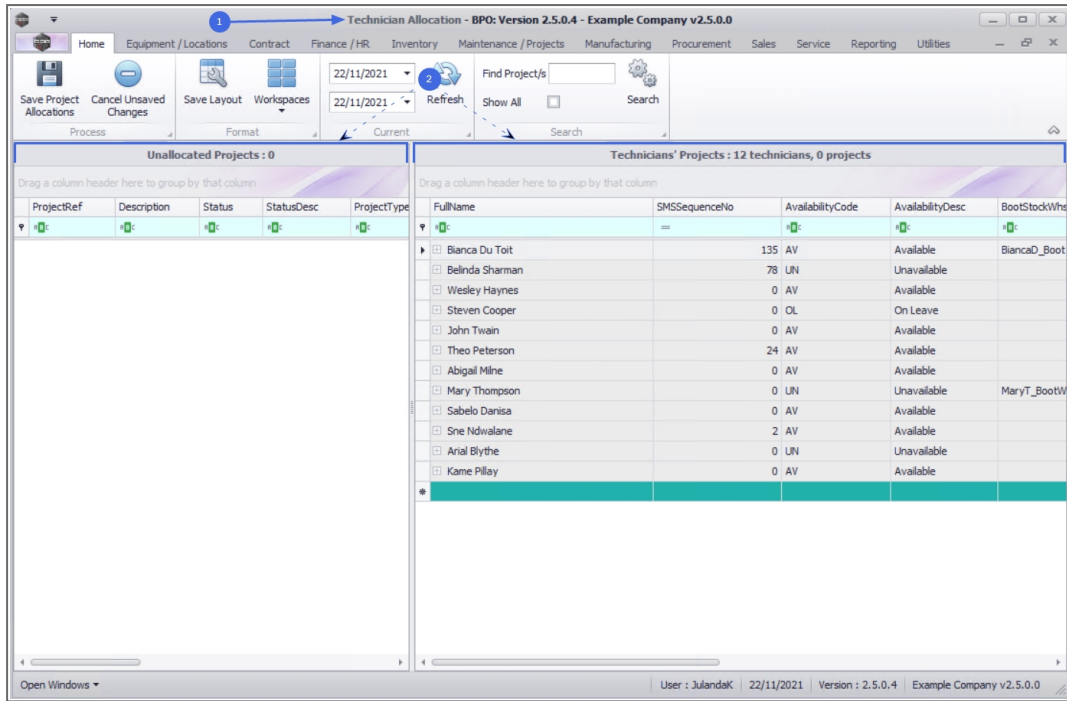 1
Technician Allocation - BPO: Version 2.5.0.4 - Example Company v2.5.0.0
Home Equipment / Locations Contract Finance / HR Inventory Maintenance / Projects Manufacturing Procurement Sales Service Reporting Utilities
22/11/2021 2 Find Project/s
Save Project Allocations Cancel Unsaved Changes Save Layout Workspaces 22/11/2021 Refresh Show All Search
Process Format Current Search
Unallocated Projects : 0 Technicians' Projects : 12 technicians, 0 projects
Drag a column header here to group by that column Drag a column header here to group by that column
ProjectRef Description Status StatusDesc ProjectType FullName SMSSequenceNo AvailabilityCode AvailabilityDesc BootStockWhs
Bianca Du Toit 135 AV Available BiancaD_Boot
Belinda Sharman 78 UN Unavailable
Wesley Haynes 0 AV Available
Steven Cooper 0 OL On Leave
John Twain 0 AV Available
Theo Peterson 24 AV Available
Abigail Milne 0 AV Available
Mary Thompson 0 UN Unavailable MaryT_BootW
Sabelo Danisa 0 AV Available
Sne Ndwalane 2 AV Available
Arial Blythe 0 UN Unavailable
Kame Pillay 0 AV Available
Open Windows User : JulandaK 22/11/2021 Version : 2.5.0.4 Example Company v2.5.0.0